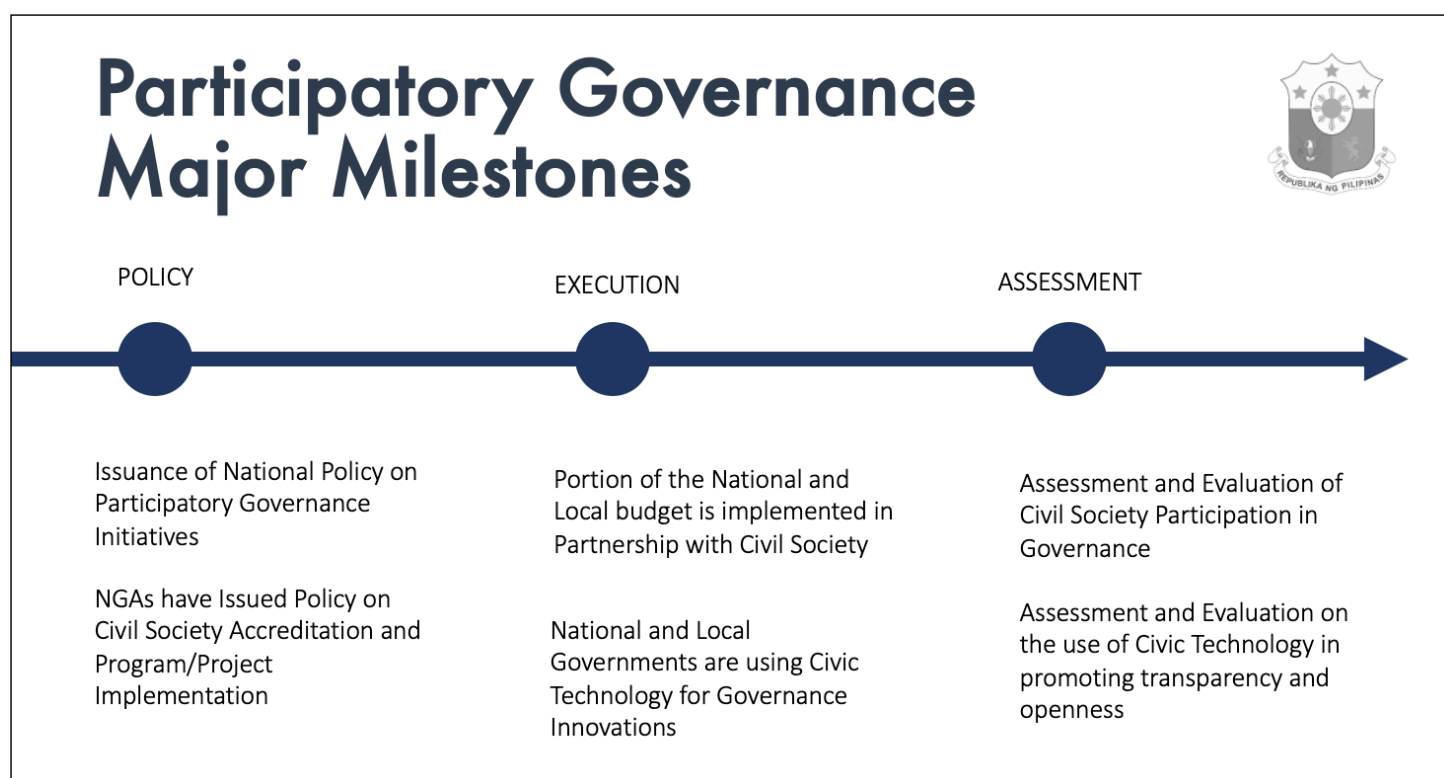 Participatory Governance
Major Milestones
REPUBLIKA NG PILIPINAS
POLICY
EXECUTION
ASSESSMENT
Issuance of National Policy on
Participatory Governance
Initiatives
NGAs have Issued Policy on
Civil Society Accreditation and
Program/Project
Implementation
Portion of the National and
Local budget is implemented in
Partnership with Civil Society
National and Local
Governments are using Civic
Technology for Governance
Innovations
Assessment and Evaluation of
Civil Society Participation in
Governance
Assessment and Evaluation on
the use of Civic Technology in
promoting transparency and
openness